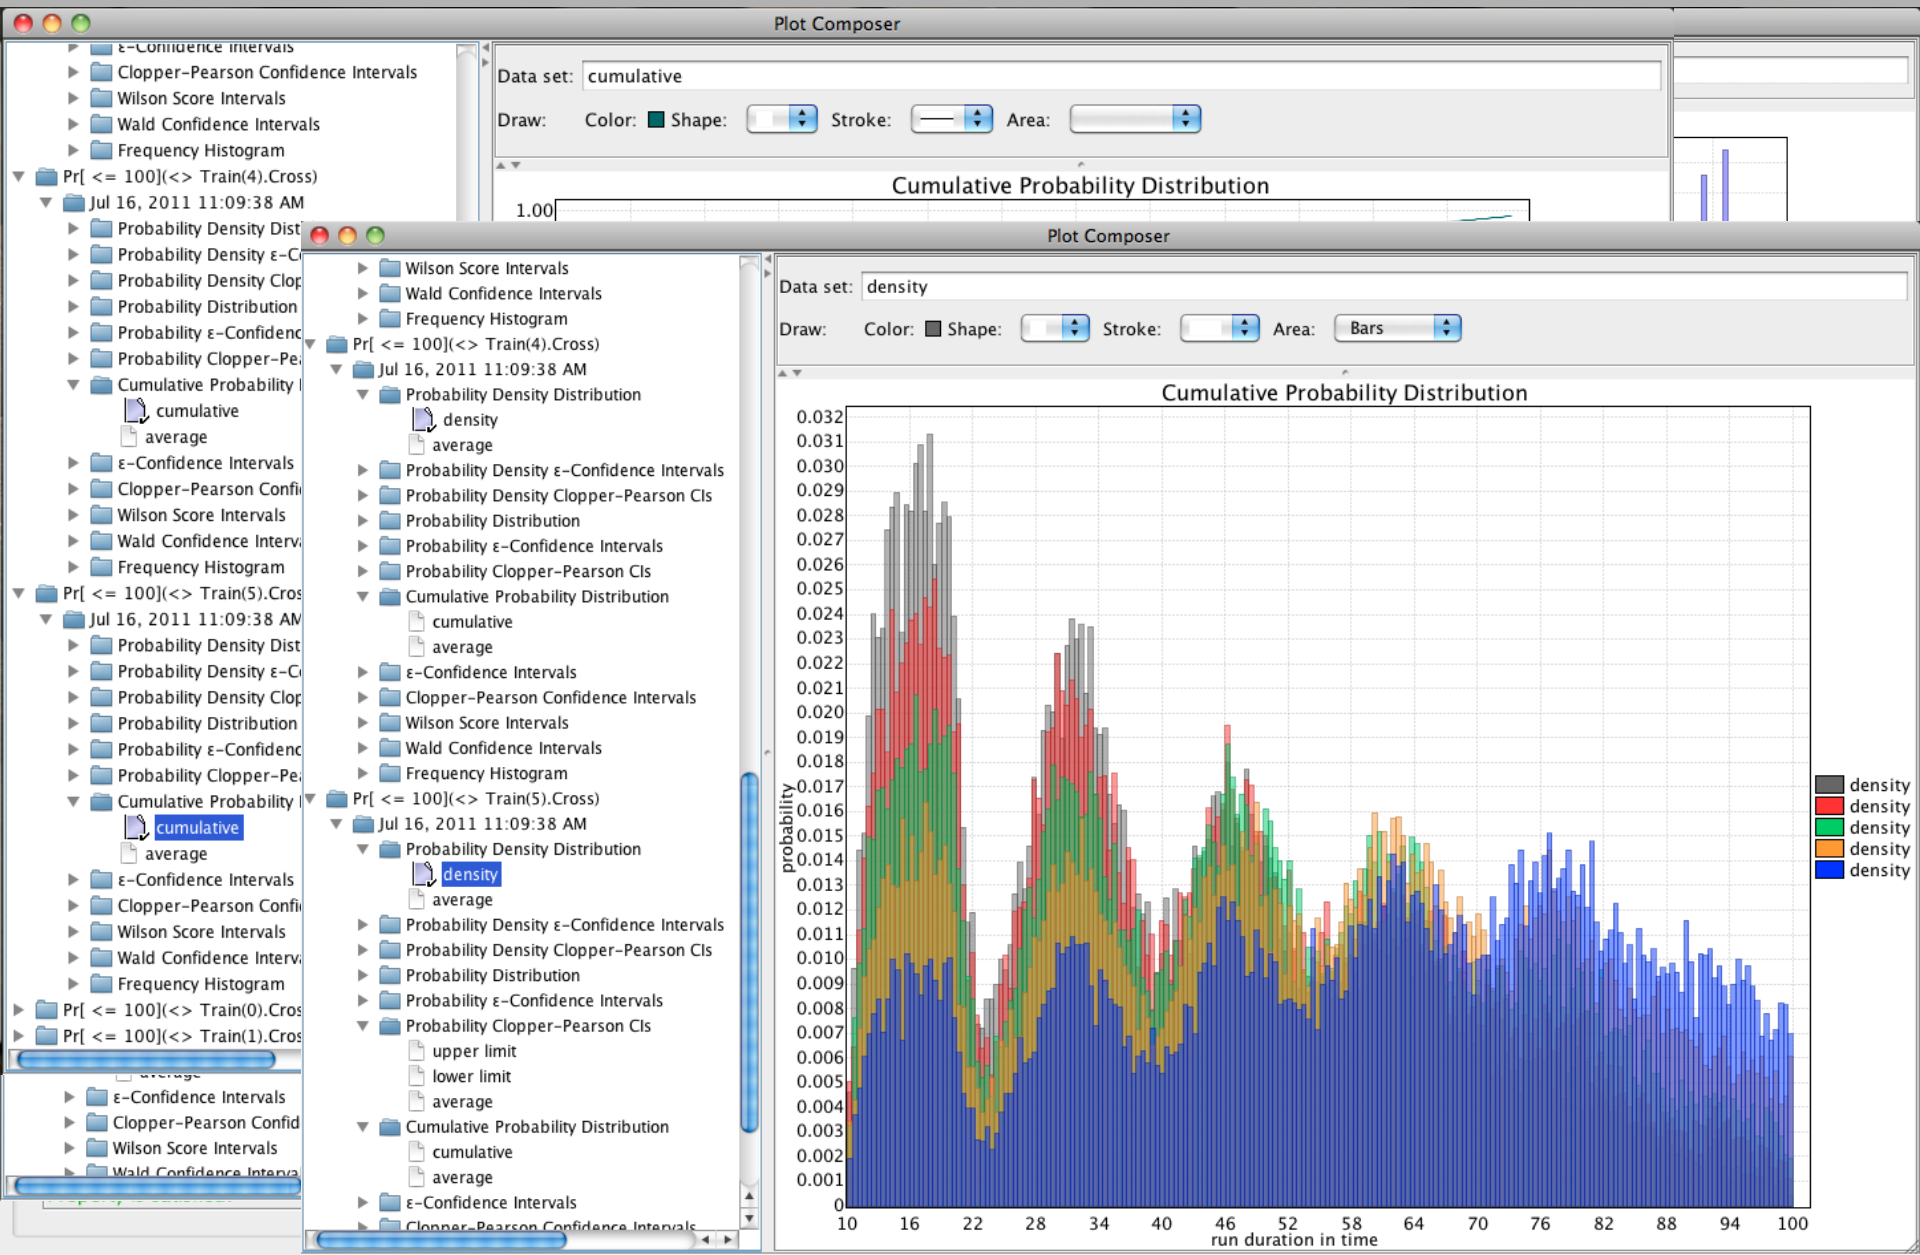 Plot Composer
ε-Confidence Intervals
Clopper-Pearson Confidence Intervals
Wilson Score Intervals
Wald Confidence Intervals
Frequency Histogram
Pr[ <= 100](<> Train(4).Cross)
Jul 16, 2011 11:09:38 AM
Probability Density Dist
Probability Density ε-C
Probability Density Clop
Probability Distribution
Probability ε-Confidenc
Probability Clopper-Pe
Cumulative Probability
cumulative
average
ε-Confidence Intervals
Clopper-Pearson Confi
Wilson Score Intervals
Wald Confidence Interv
Frequency Histogram
Pr[ <= 100](<> Train(5).Cros
Jul 16, 2011 11:09:38 AM
Probability Density Dist
Probability Density ε-C
Probability Density Clop
Probability Distribution
Probability ε-Confidenc
Probability Clopper-Pe
Cumulative Probability
cumulative
average
ε-Confidence Intervals
Clopper-Pearson Confi
Wilson Score Intervals
Wald Confidence Interv
Frequency Histogram
Pr[ <= 100](<> Train(0).Cros
Pr[ <= 100](<> Train(1).Cros
average
ε-Confidence Intervals
Clopper-Pearson Confid
Wilson Score Intervals
Wald Confidence Interva
Data set: cumulative
Draw: Color: Shape: Stroke: Area:
Cumulative Probability Distribution
1.00
Plot Composer
Wilson Score Intervals
Wald Confidence Intervals
Frequency Histogram
Pr[ <= 100](<> Train(4).Cross)
Jul 16, 2011 11:09:38 AM
Probability Density Distribution
density
average
Probability Density ε-Confidence Intervals
Probability Density Clopper-Pearson CIs
Probability Distribution
Probability ε-Confidence Intervals
Probability Clopper-Pearson CIs
Cumulative Probability Distribution
cumulative
average
ε-Confidence Intervals
Clopper-Pearson Confidence Intervals
Wilson Score Intervals
Wald Confidence Intervals
Frequency Histogram
Pr[ <= 100](<> Train(5).Cross)
Jul 16, 2011 11:09:38 AM
Probability Density Distribution
density
average
Probability Density ε-Confidence Intervals
Probability Density Clopper-Pearson CIs
Probability Distribution
Probability ε-Confidence Intervals
Probability Clopper-Pearson CIs
upper limit
lower limit
average
Cumulative Probability Distribution
cumulative
average
ε-Confidence Intervals
Clopper-Pearson Confidence Intervals
Data set: density
Draw: Color: Shape: Stroke: Area: Bars
Cumulative Probability Distribution
0.032
0.031
0.030
0.029
0.028
0.027
0.026
0.025
0.024
0.023
0.022
0.021
0.020
0.019
0.018
0.017
0.016
0.015
0.014
0.013
0.012
0.011
0.010
0.009
0.008
0.007
0.006
0.005
0.004
0.003
0.002
0.001
0
probability
10 16 22 28 34 40 46 52 58 64 70 76 82 88 94 100
run duration in time
density
density
density
density
density